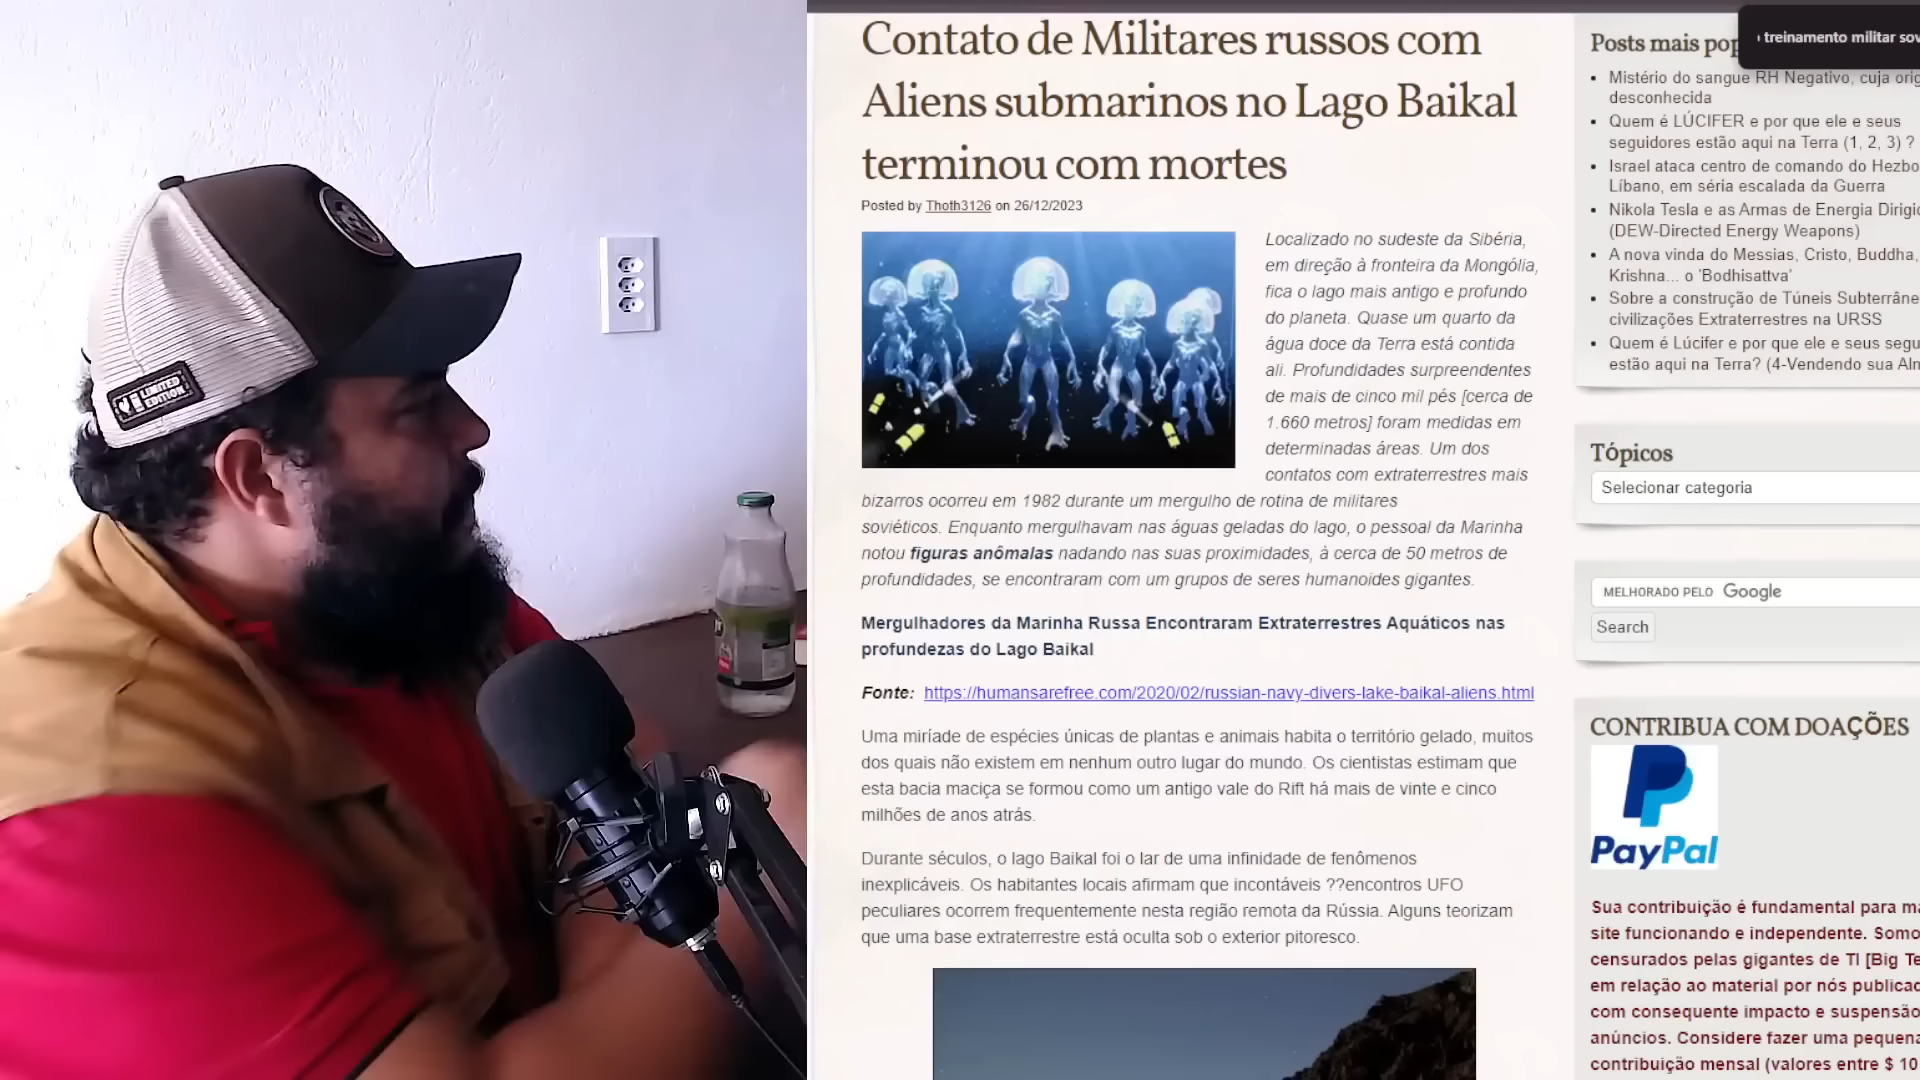 LIMITED
EDITION
Contato de Militares russos com
Aliens submarinos no Lago Baikal
terminou com mortes
Posted by Thoth3126 on 26/12/2023
Localizado no sudeste da Sibéria,
em direção à fronteira da Mongólia,
fica o lago mais antigo e profundo
do planeta. Quase um quarto da
água doce da Terra está contida
ali. Profundidades surpreendentes
de mais de cinco mil pés [cerca de
1.660 metros] foram medidas em
determinadas áreas. Um dos
contatos com extraterrestres mais
bizarros ocorreu em 1982 durante um mergulho de rotina de militares
soviéticos. Enquanto mergulhavam nas águas geladas do lago, o pessoal da Marinha
notou figuras anômalas nadando nas suas proximidades, à cerca de 50 metros de
profundidades, se encontraram com um grupos de seres humanoides gigantes.
Mergulhadores da Marinha Russa Encontraram Extraterrestres Aquáticos nas
profundezas do Lago Baikal
Fonte: https://humansarefree.com/2020/02/russian-navy-divers-lake-baikal-aliens.html
Uma miríade de espécies únicas de plantas e animais habita o território gelado, muitos
dos quais não existem em nenhum outro lugar do mundo. Os cientistas estimam que
esta bacia maciça se formou como um antigo vale do Rift há mais de vinte e cinco
milhões de anos atrás.
Durante séculos, o lago Baikal foi o lar de uma infinidade de fenômenos
inexplicáveis. Os habitantes locais afirmam que incontáveis ??encontros UFO
peculiares ocorrem frequentemente nesta região remota da Rússia. Alguns teorizam
que uma base extraterrestre está oculta sob o exterior pitoresco.
treinamento militar sov
Posts mais pop
Mistério do sangue RH Negativo, cuja orig
desconhecida
Quem é LÚCIFER e por que ele e seus
seguidores estão aqui na Terra (1, 2, 3) ?
Israel ataca centro de comando do Hezbo
Líbano, em séria escalada da Guerra
Nikola Tesla e as Armas de Energia Dirigi
(DEW-Directed Energy Weapons)
A nova vinda do Messias, Cristo, Buddha,
Krishna... o 'Bodhisattva'
Sobre a construção de Túneis Subterrâne
civilizações Extraterrestres na URSS
Quem é Lúcifer e por que ele e seus segu
estão aqui na Terra? (4-Vendendo sua Aln
Tópicos
Selecionar categoria
MELHORADO PELO Google
Search
CONTRIBUA COM DOAÇÕES
PayPal
Sua contribuição é fundamental para ma
site funcionando e independente. Somo
censurados pelas gigantes de TI [Big Te
em relação ao material por nós publicad
com consequente impacto e suspensão
anúncios. Considere fazer uma pequena
contribuição mensal (valores entre $ 10